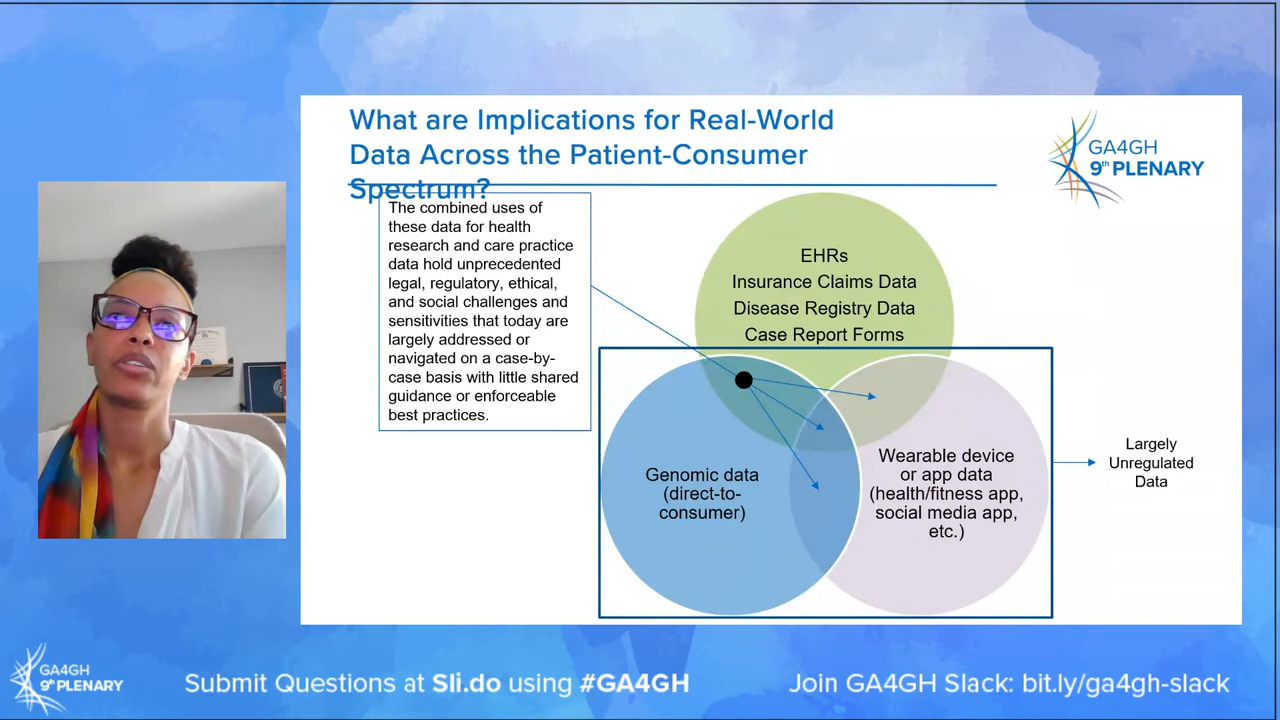 What are Implications for Real-World
Data Across the Patient-Consumer
Spectrum?
GA4GH
9th PLENARY
The combined uses of
these data for health
research and care practice
data hold unprecedented
legal, regulatory, ethical,
and social challenges and
sensitivities that today are
largely addressed or
navigated on a case-by-
case basis with little shared
guidance or enforceable
best practices.
EHRs
Insurance Claims Data
Disease Registry Data
Case Report Forms
Genomic data
(direct-to-
consumer)
Wearable device
or app data
(health/fitness app,
social media app,
etc.)
Largely
Unregulated
Data
GA4GH
9th PLENARY
Submit Questions at Sli.do using #GA4GH
Join GA4GH Slack: bit.ly/ga4gh-slack